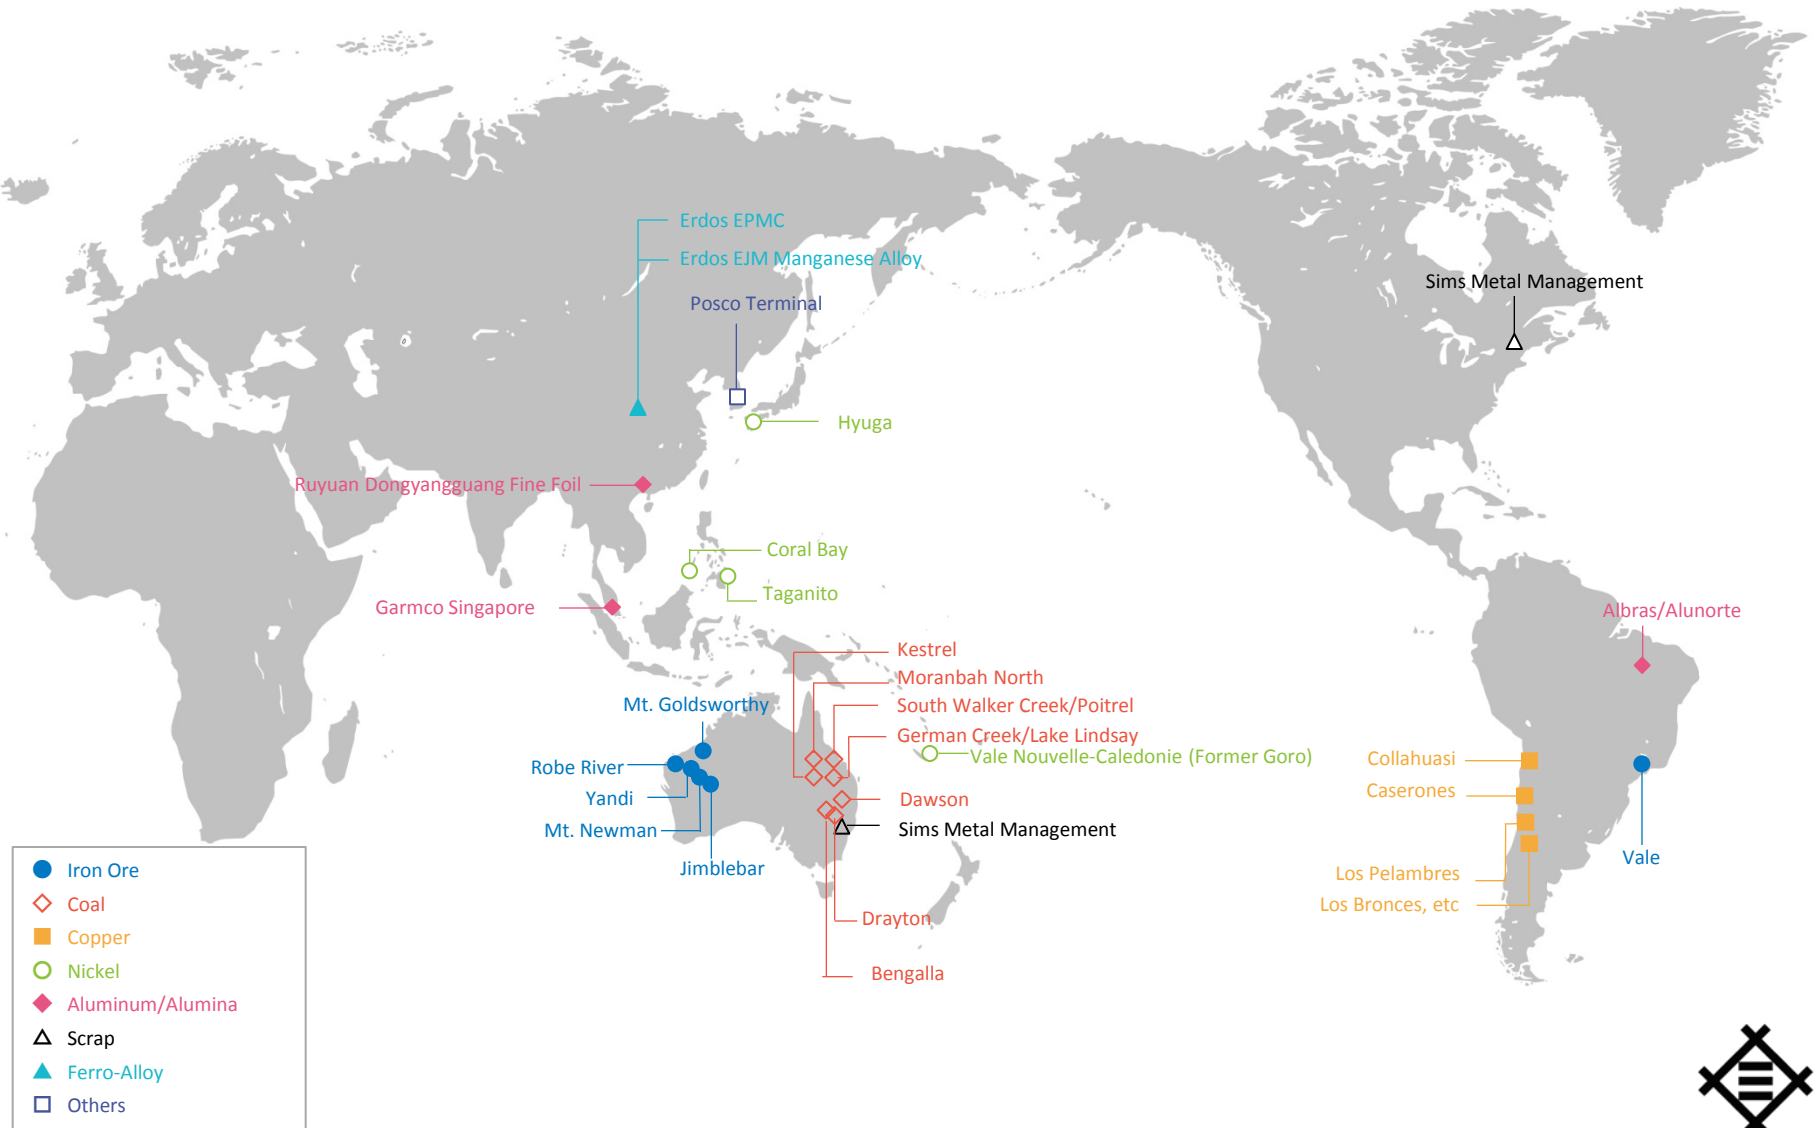 Erdos EPMC
Erdos EJM Manganese Alloy
Sims Metal Management
Posco Terminal
Hyuga
Ruyuan Dongyangguang Fine Foil
Coral Bay
Taganito
Garmco Singapore
Albras/Alunorte
Kestrel
Moranbah North
Mt. Goldsworthy
South Walker Creek/Poitrel
German Creek/Lake Lindsay
Vale Nouvelle-Caledonie (Former Goro)
Collahuasi
Robe River
Caserones
Yandi
Dawson
Mt. Newman
Sims Metal Management
Vale
Jimblebar
Los Pelambres
Los Bronces, etc
Drayton
Bengalla
Iron Ore
Coal
Copper
Nickel
Aluminum/Alumina
Scrap
Ferro-Alloy
Others